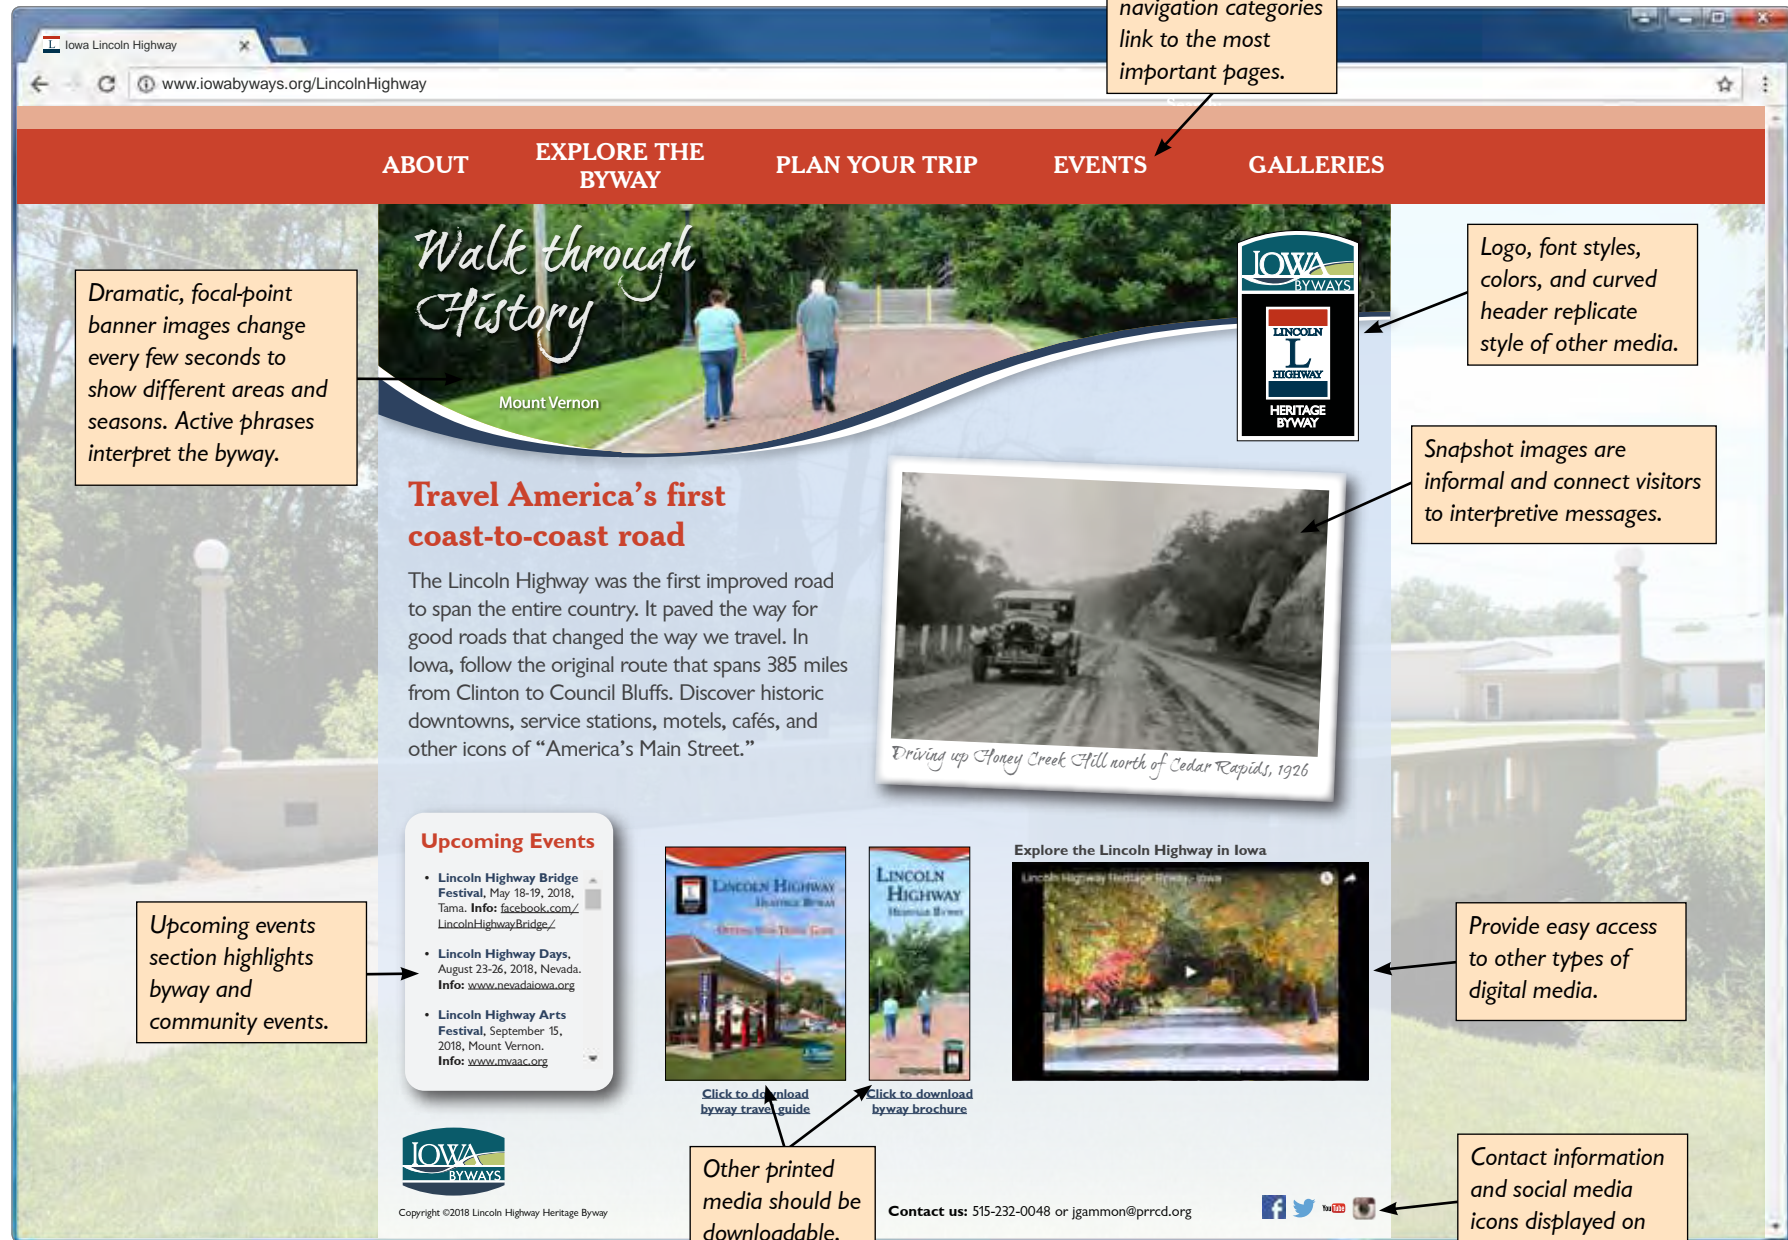 navigation categories
link to the most
important pages.
Iowa Lincoln Highway
www.iowabyways.org/LincolnHighway
ABOUT
EXPLORE THE
BYWAY
PLAN YOUR TRIP
EVENTS
GALLERIES
Walk through
History
Mount Vernon
IOWA
BYWAYS
LINCOLN
L
HIGHWAY
HERITAGE
BYWAY
Dramatic, focal-point
banner images change
every few seconds to
show different areas and
seasons. Active phrases
interpret the byway.
Logo, font styles,
colors, and curved
header replicate
style of other media.
Snapshot images are
informal and connect visitors
to interpretive messages.
Travel America’s first
coast-to-coast road
The Lincoln Highway was the first improved road
to span the entire country. It paved the way for
good roads that changed the way we travel. In
Iowa, follow the original route that spans 385 miles
from Clinton to Council Bluffs. Discover historic
downtowns, service stations, motels, cafés, and
other icons of “America’s Main Street.”
Driving up Honey Creek Hill north of Cedar Rapids, 1926
Upcoming Events
• Lincoln Highway Bridge
Festival, May 18-19, 2018,
Tama. Info: facebook.com/
LincolnHighwayBridge/
• Lincoln Highway Days,
August 23-26, 2018, Nevada.
Info: www.nevadaiowa.org
• Lincoln Highway Arts
Festival, September 15,
2018, Mount Vernon.
Info: www.mvaac.org
Upcoming events
section highlights
byway and
community events.
LINCOLN HIGHWAY
HERITAGE BYWAY
Click to download
byway travel guide
LINCOLN
HIGHWAY
HERITAGE BYWAY
Click to download
byway brochure
Explore the Lincoln Highway in Iowa
Lincoln Highway Heritage Byway - Iowa
Provide easy access
to other types of
digital media.
Other printed
media should be
downloadable.
IOWA
BYWAYS
Copyright ©2018 Lincoln Highway Heritage Byway
Contact us: 515-232-0048 or jgammon@prrcd.org
f
You Tube
Contact information
and social media
icons displayed on